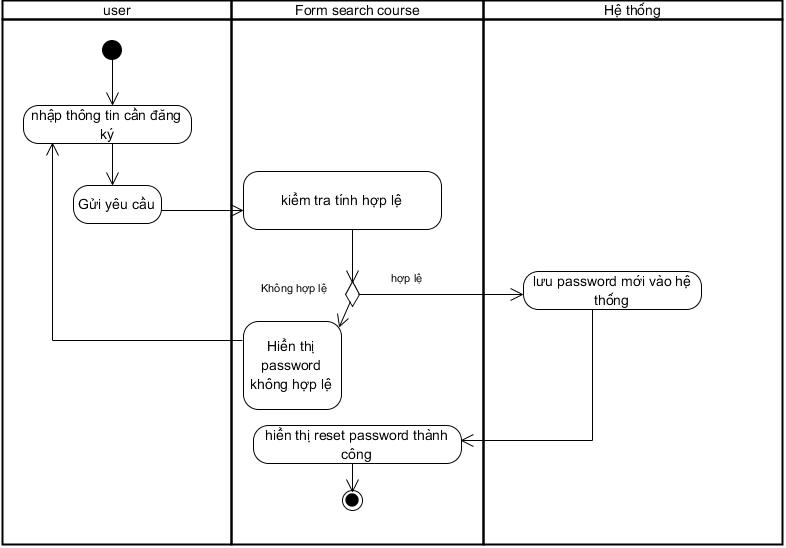 user
Form search course
Hệ thống
nhập thông tin cần đăng
ký
Gửi yêu cầu
kiểm tra tính hợp lệ
Không hợp lệ
hợp lệ
lưu password mới vào hệ
thống
Hiển thị
password
không hợp lệ
hiển thị reset password thành
công